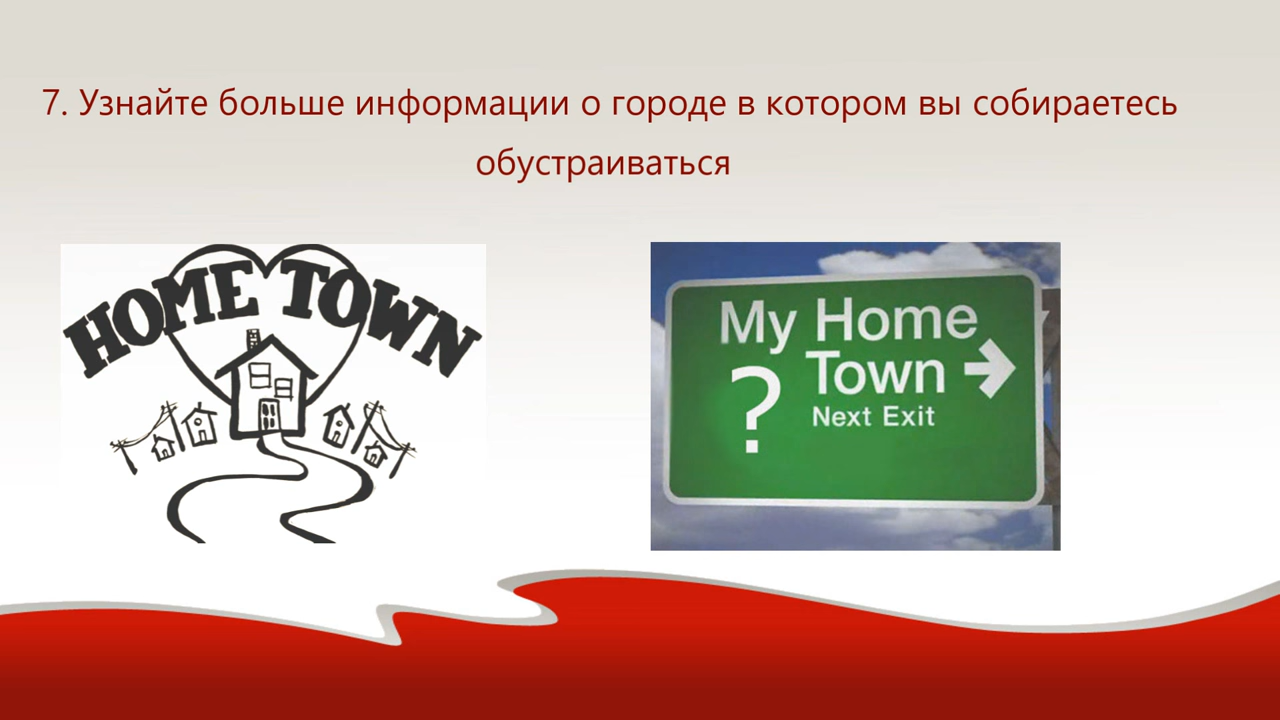 7. Узнайте больше информации о городе в котором вы собираетесь
обустраиваться
HOME TOWN
My Home
Town
?
Next Exit